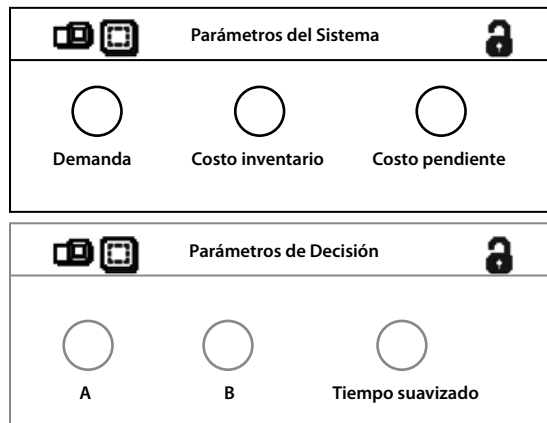 Parámetros del Sistema
Demanda Costo inventario Costo pendiente
Parámetros de Decisión
A B Tiempo suavizado